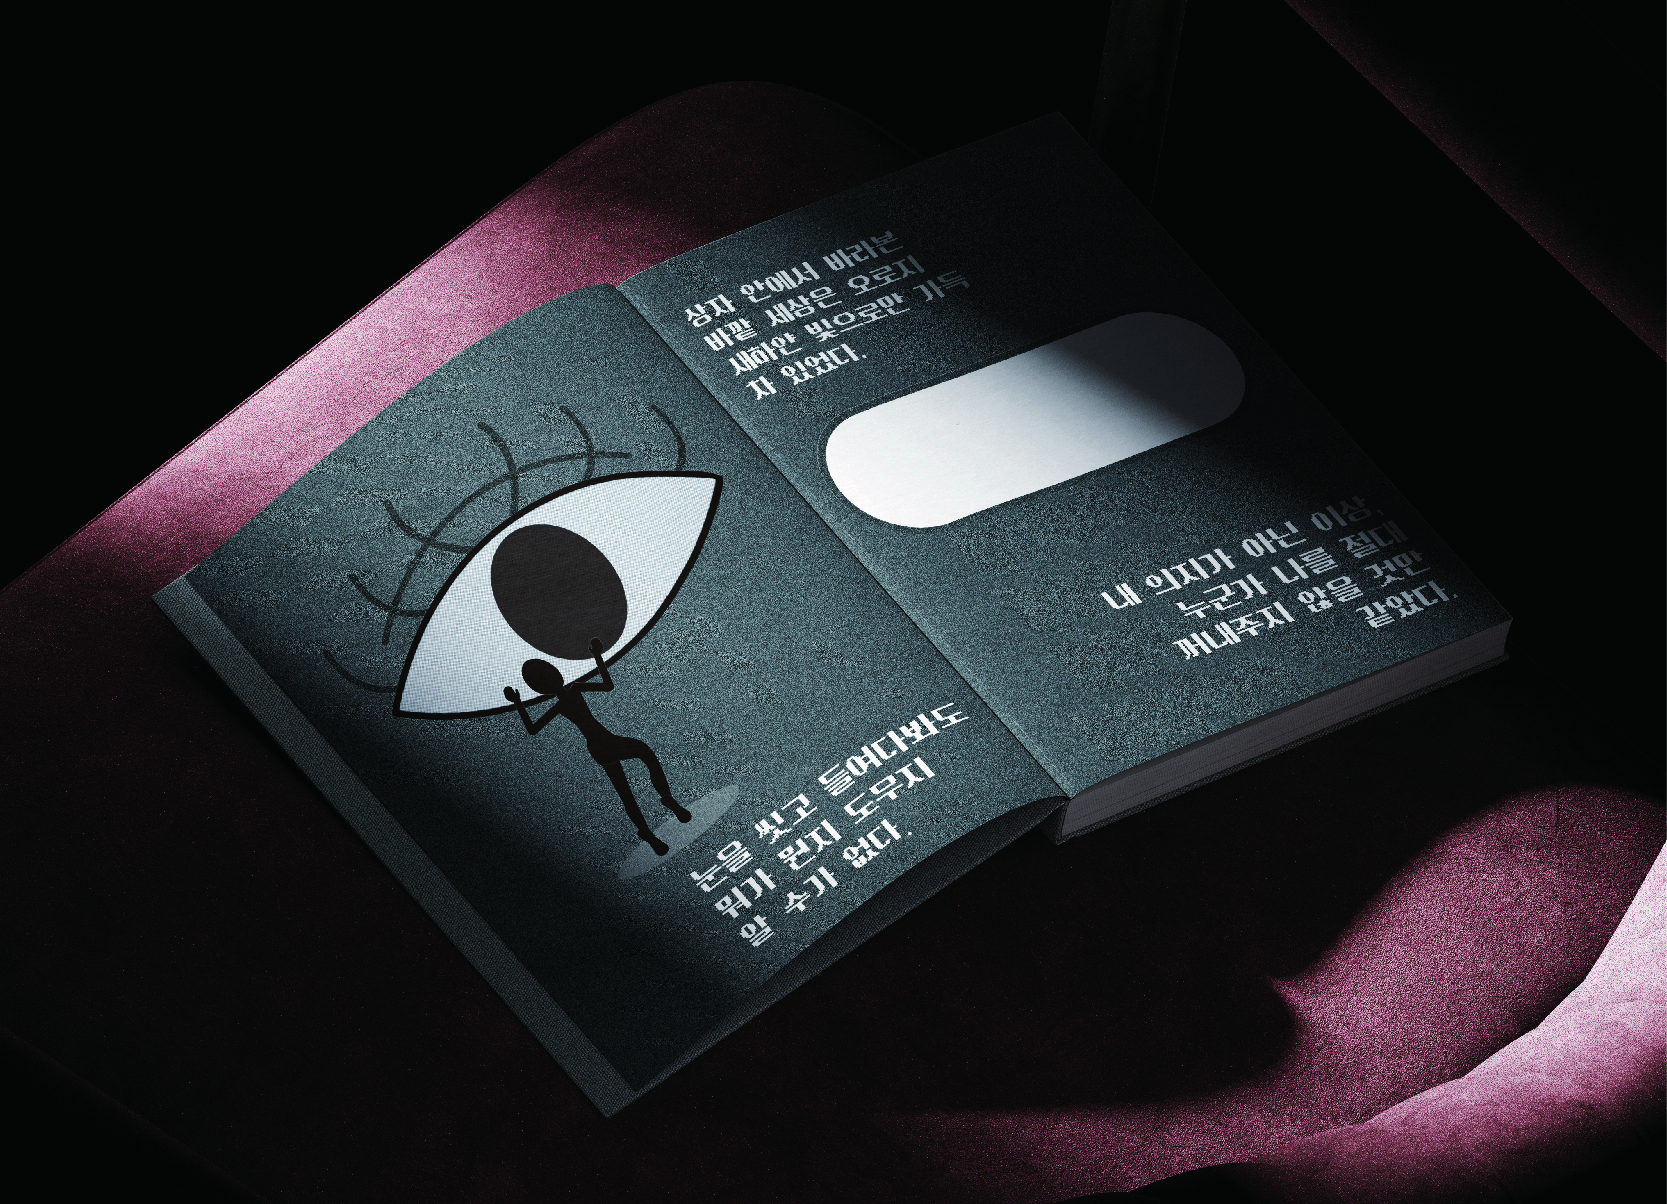 눈을 씻고 들여다봐도
뭐가 뭔지 도무지
알 수가 없다.
상자 안에서 바라본
바깥 세상은 오로지
새하얀 빛으로만 가득
차 있었다.
내 의지가 아닌 이상,
누군가 나를 절대
꺼내주지 않을 것만
같았다.